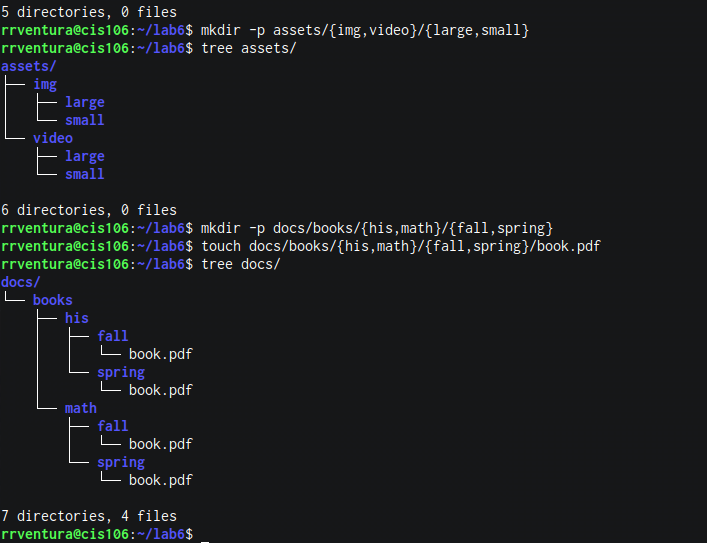 5 directories, 0 files
rrventura@cis106:~/lab6$ mkdir -p assets/{img,video}/{large,small}
rrventura@cis106:~/lab6$ tree assets/
assets/
├── img
│   ├── large
│   └── small
└── video
    ├── large
    └── small

6 directories, 0 files
rrventura@cis106:~/lab6$ mkdir -p docs/books/{his,math}/{fall,spring}
rrventura@cis106:~/lab6$ touch docs/books/{his,math}/{fall,spring}/book.pdf
rrventura@cis106:~/lab6$ tree docs/
docs/
└── books
    ├── his
    │   ├── fall
    │   │   └── book.pdf
    │   └── spring
    │       └── book.pdf
    └── math
        ├── fall
        │   └── book.pdf
        └── spring
            └── book.pdf

7 directories, 4 files
rrventura@cis106:~/lab6$